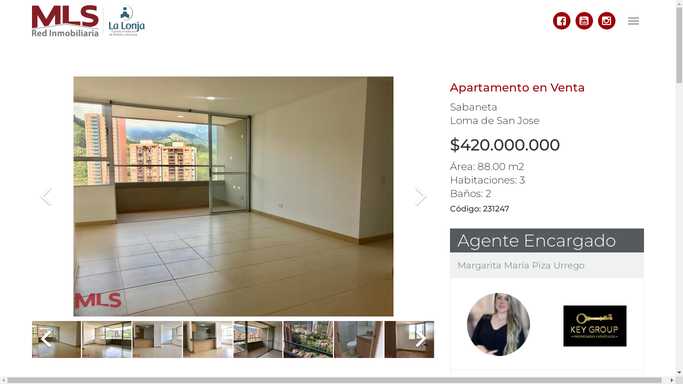 MLS
Red Inmobiliaria
La Lonja
Apartamento en Venta
Sabaneta
Loma de San Jose
$420.000.000
Área: 88.00 m2
Habitaciones: 3
Baños: 2
Código: 231247
Agente Encargado
Margarita María Piza Urrego
MLS
KEY GROUP